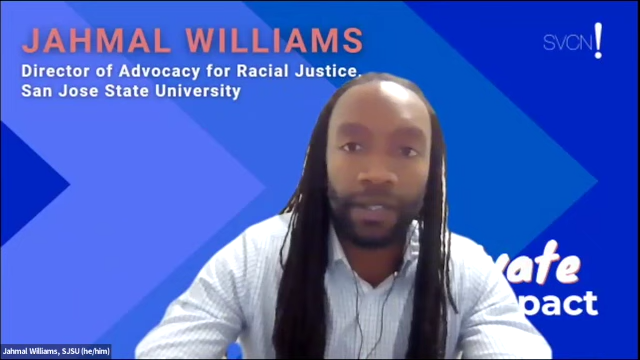 JAHMAL WILLIAMS
SVCN!
Director of Advocacy for Racial Justice,
San Jose State University
Jahmal Williams, SJSU (he/him)